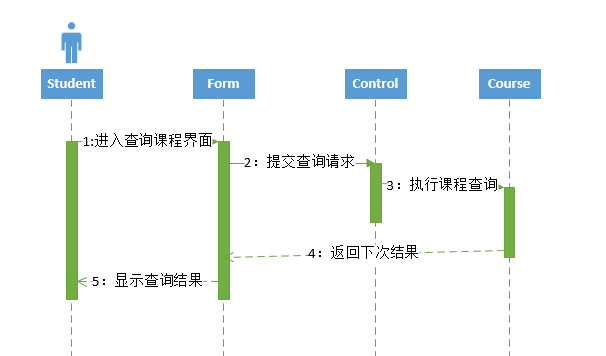 Student
Form
Control
Course
1:进入查询课程界面
2：提交查询请求
3：执行课程查询
4：返回下次结果
5：显示查询结果